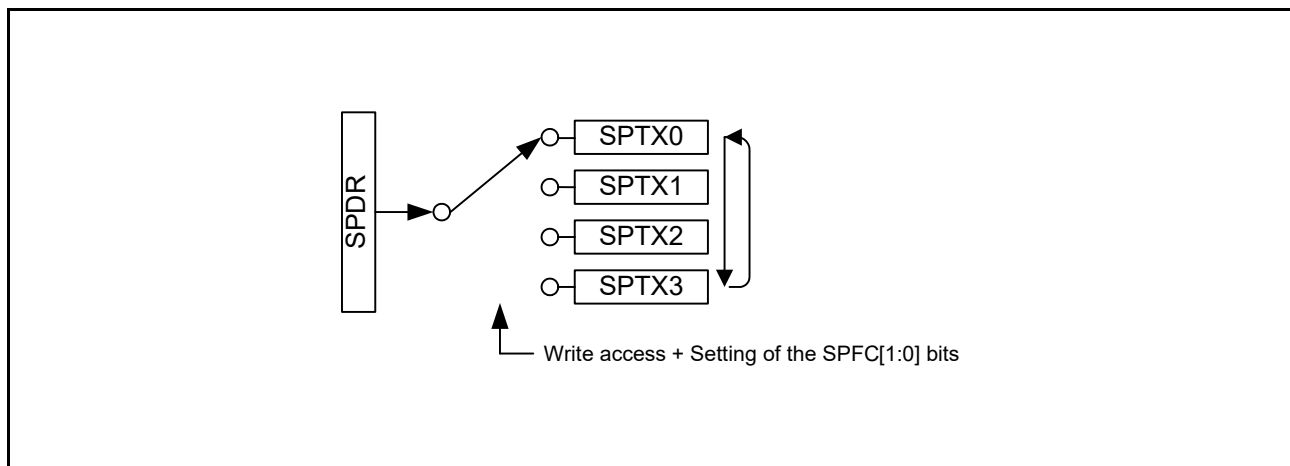 SPDR
SPTX0
SPTX1
SPTX2
SPTX3
Write access + Setting of the SPFC[1:0] bits